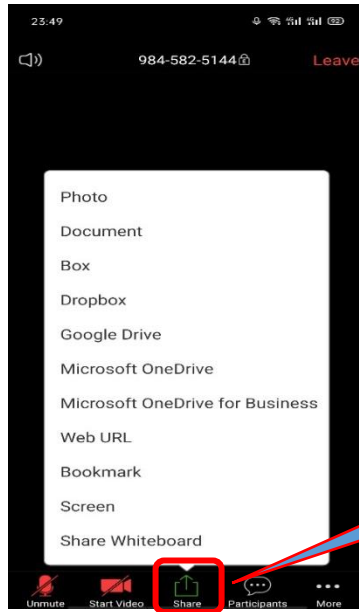 23:49
984-582-5144
Leave
Photo
Document
Box
Dropbox
Google Drive
Microsoft OneDrive
Microsoft OneDrive for Business
Web URL
Bookmark
Screen
Share Whiteboard
Unmute Start Video Share Participants More